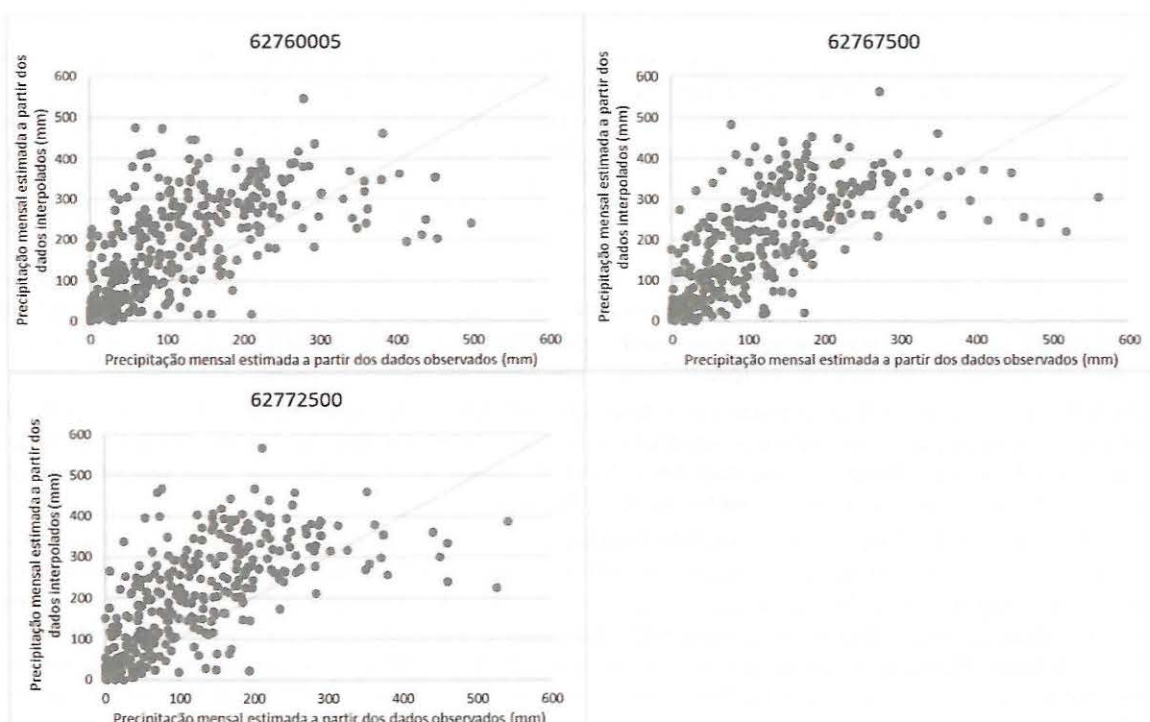 62760005
Precipitação mensal estimada a partir dos
dados interpolados (mm)
600
500
400
300
200
100
0
0 100 200 300 400 500 600
Precipitação mensal estimada a partir dos dados observados (mm)
62767500
Precipitação mensal estimada a partir dos
dados interpolados (mm)
600
500
400
300
200
100
0
0 100 200 300 400 500 600
Precipitação mensal estimada a partir dos dados observados (mm)
62772500
Precipitação mensal estimada a partir dos
dados interpolados (mm)
600
500
400
300
200
100
0
0 100 200 300 400 500 600
Precipitação mensal estimada a partir dos dados observados (mm)